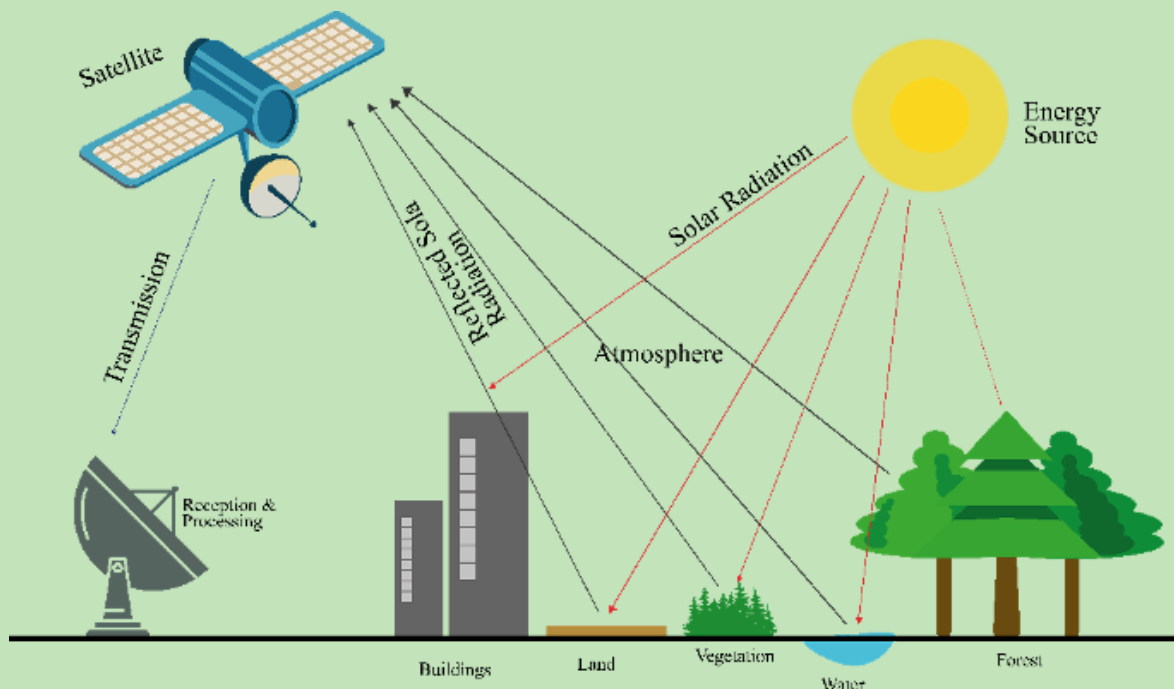 Satellite
Energy
Source
Solar Radiation
Reflected Sola
Radiation
Transmission
Atmosphere
Reception &
Processing
Buildings
Land
Vegetation
Water
Forest